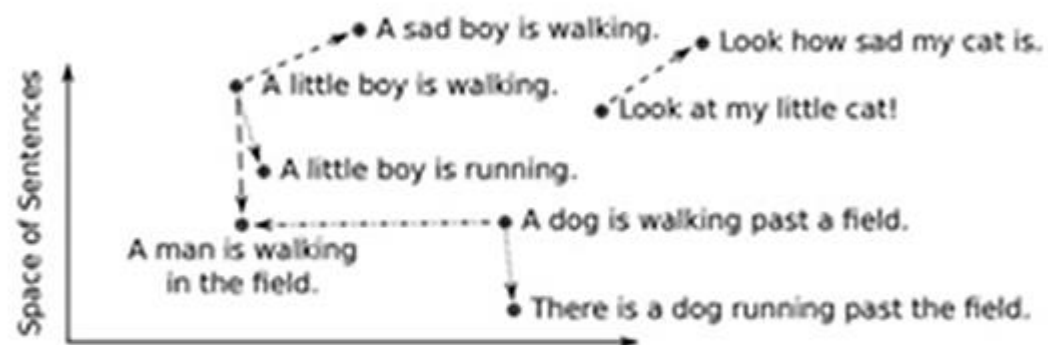 A sad boy is walking.
Look how sad my cat is.
A little boy is walking.
Look at my little cat!
A little boy is running.
A dog is walking past a field.
A man is walking
in the field.
There is a dog running past the field.
Space of Sentences